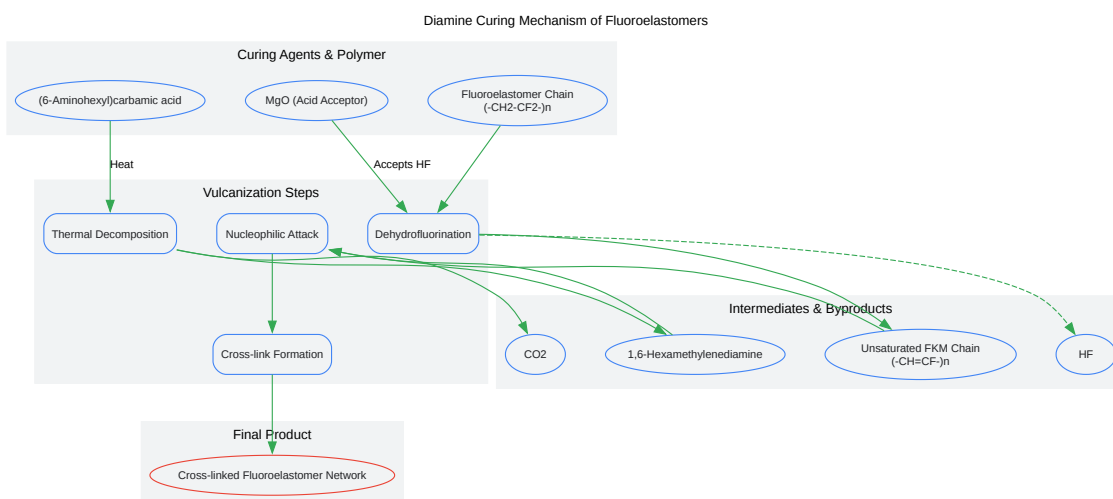 Diamine Curing Mechanism of Fluoroelastomers
Curing Agents & Polymer
(6-Aminohexyl)carbamic acid
MgO (Acid Acceptor)
Fluoroelastomer Chain
(-CH2-CF2-)n
Heat
Accepts HF
Vulcanization Steps
Thermal Decomposition
Nucleophilic Attack
Dehydrofluorination
Intermediates & Byproducts
Cross-link Formation
CO2
1,6-Hexamethylenediamine
Unsaturated FKM Chain
(-CH=CF-)n
HF
Final Product
Cross-linked Fluoroelastomer Network